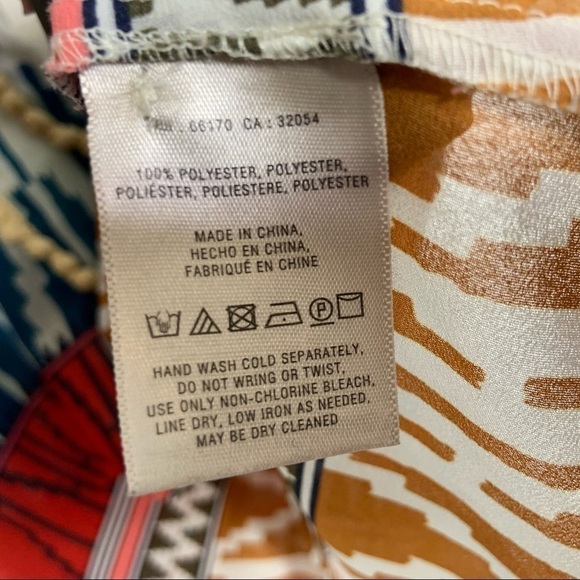 66170 CA : 32054
100% POLYESTER, POLYESTER,
POLIÉSTER, POLIESTERE, POLYESTER
MADE IN CHINA,
HECHO EN CHINA,
FABRIQUÉ EN CHINE
P
HAND WASH COLD SEPARATELY,
DO NOT WRING OR TWIST,
USE ONLY NON-CHLORINE BLEACH,
LINE DRY, LOW IRON AS NEEDED.
MAY BE DRY CLEANED